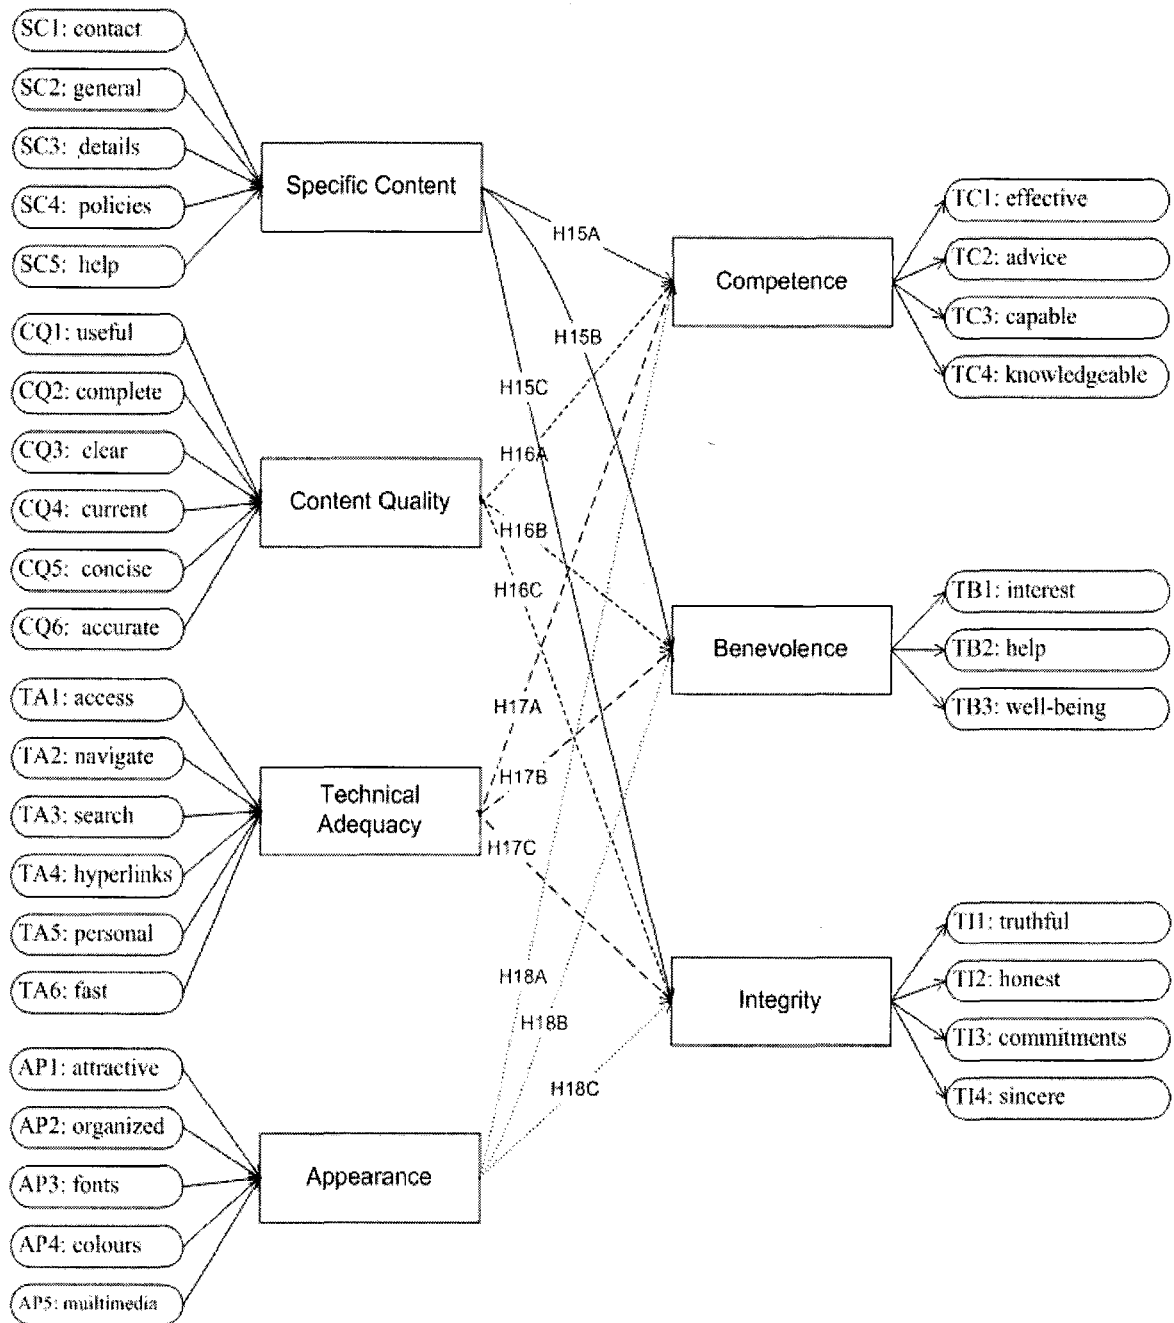 SC1: contact
SC2: general
SC3: details
SC4: policies
SC5: help
Specific Content
CQ1: useful
CQ2: complete
CQ3: clear
CQ4: current
CQ5: concise
CQ6: accurate
Content Quality
TA1: access
TA2: navigate
TA3: search
TA4: hyperlinks
TA5: personal
TA6: fast
Technical
Adequacy
AP1: attractive
AP2: organized
AP3: fonts
AP4: colours
AP5: multimedia
Appearance
H15A
H15B
H15C
H16A
H16B
H16C
H17A
H17B
H17C
H18A
H18B
H18C
Competence
TC1: effective
TC2: advice
TC3: capable
TC4: knowledgeable
Benevolence
TB1: interest
TB2: help
TB3: well-being
Integrity
TI1: truthful
TI2: honest
TI3: commitments
TI4: sincere